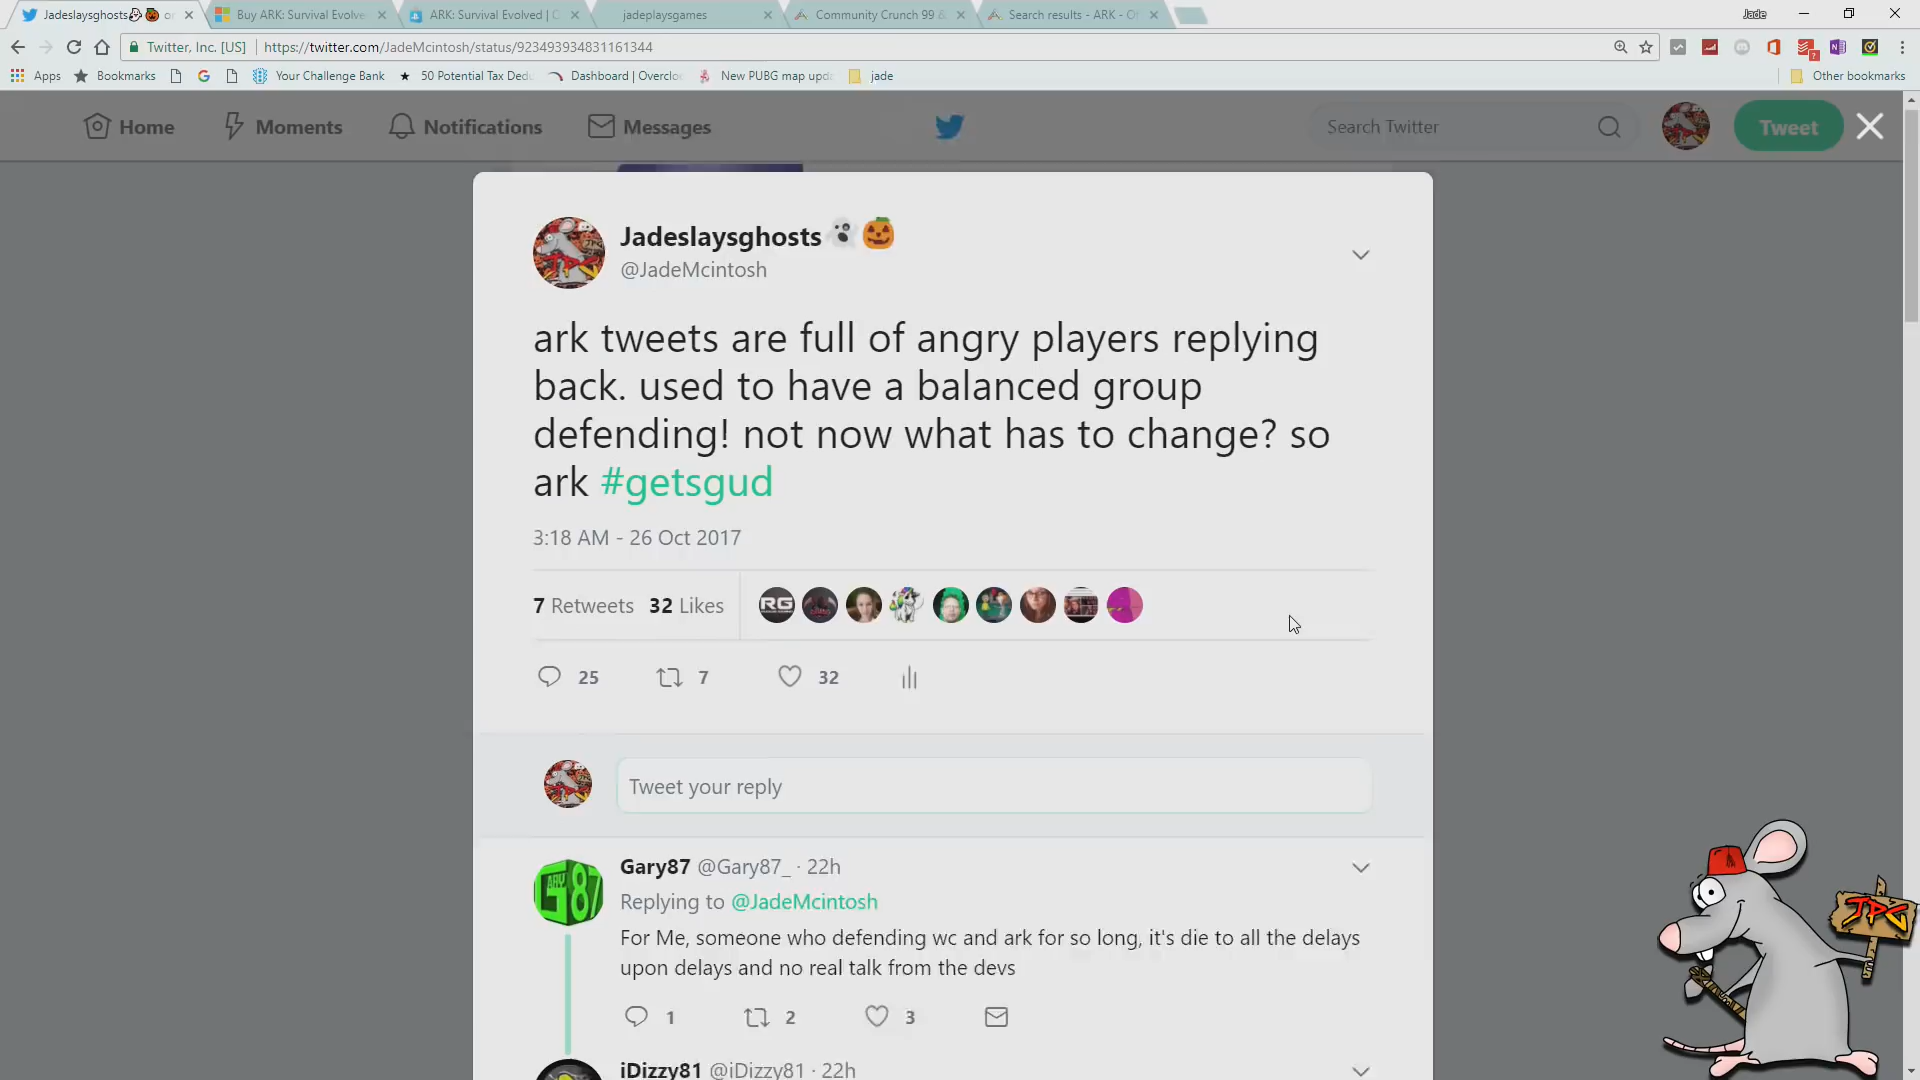 Jadeslaysghosts
Buy ARK: Survival Evolve
ARK: Survival Evolved | C
jadeplaysgames
Community Crunch 99 &
Search results - ARK - O
Jade
Twitter, Inc. [US]
https://twitter.com/JadeMcintosh/status/923493934831161344
Apps
Bookmarks
Your Challenge Bank
50 Potential Tax Dedu
Dashboard | Overclo
New PUBG map upd
jade
Other bookmarks
Home
Moments
Notifications
Messages
Search Twitter
Tweet
Jadeslaysghosts👻🎃
@JadeMcintosh
ark tweets are full of angry players replying
back. used to have a balanced group
defending! not now what has to change? so
ark #getsgud
3:18 AM - 26 Oct 2017
7 Retweets 32 Likes
RG
25 7 32
Tweet your reply
Gary87 @Gary87_ · 22h
Replying to @JadeMcintosh
For Me, someone who defending wc and ark for so long, it's die to all the delays
upon delays and no real talk from the devs
1 2 3
iDizzy81 @iDizzy81 · 22h
JPG